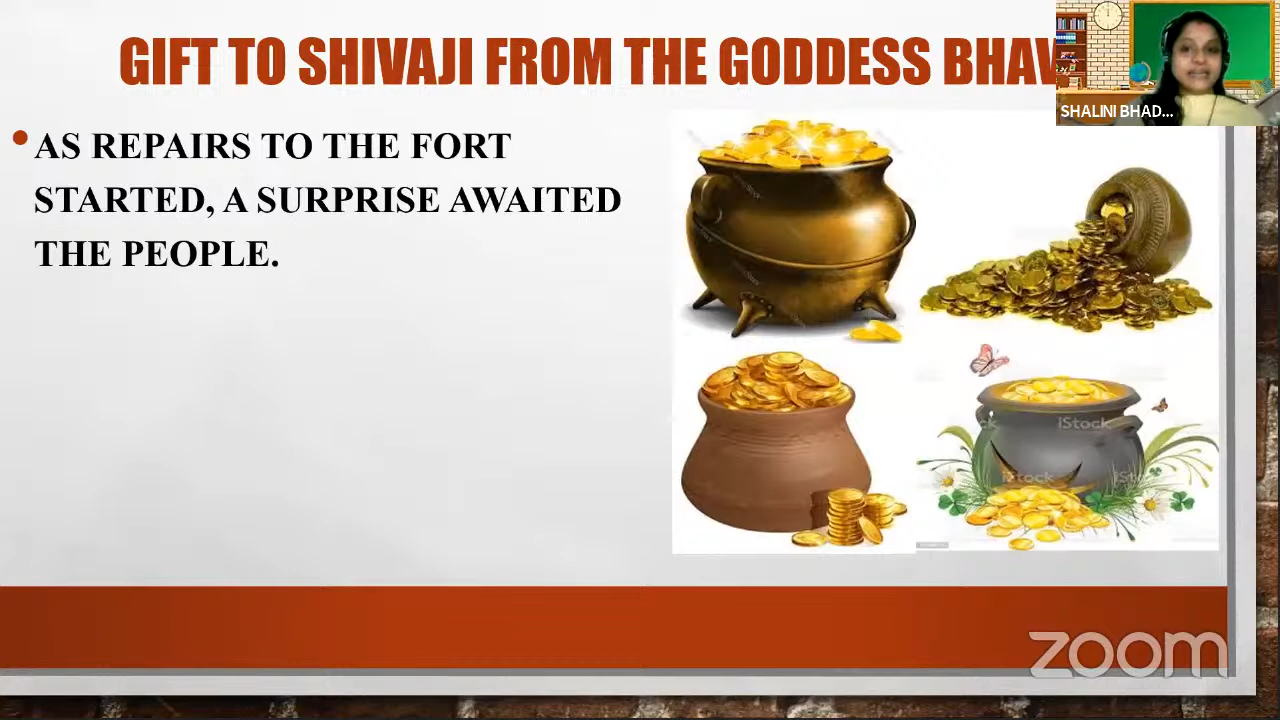 GIFT TO SHIVAJI FROM THE GODDESS BHAV
SHALINI BHAD...
AS REPAIRS TO THE FORT
STARTED, A SURPRISE AWAITED
THE PEOPLE.
iStock
iStock
zoom